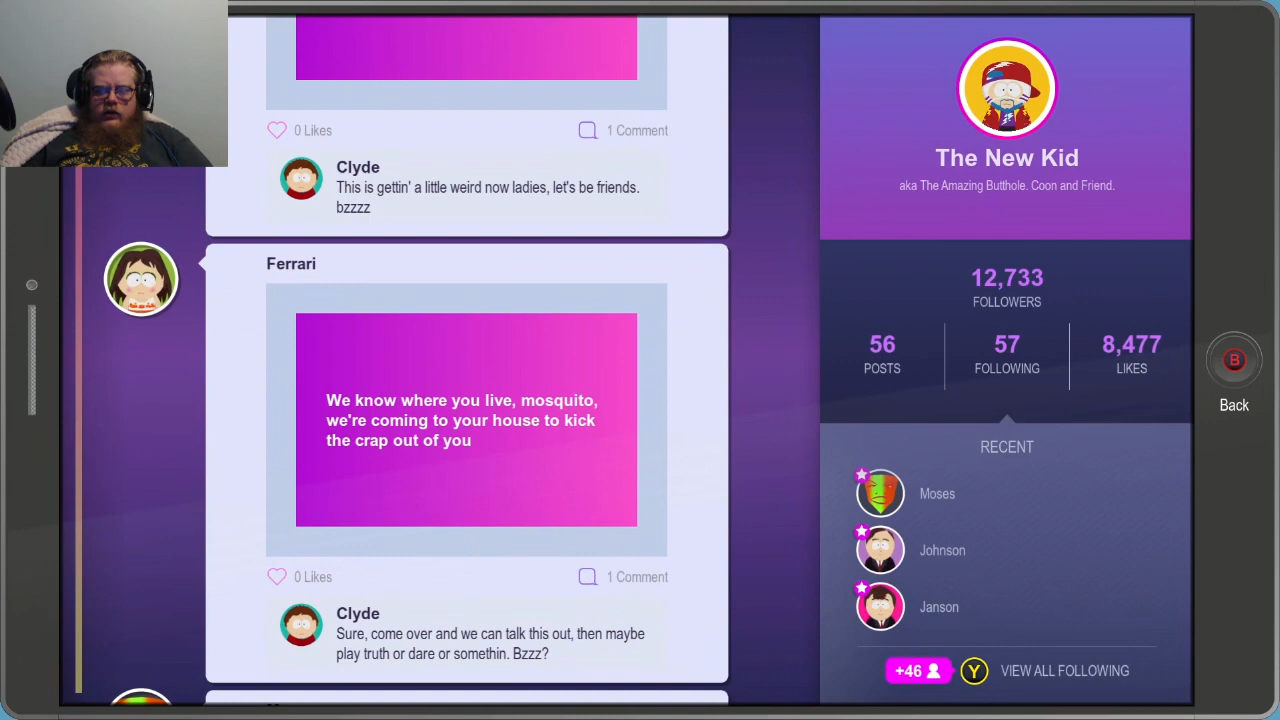 0 Likes
1 Comment
Clyde
This is gettin' a little weird now ladies, let's be friends.
bzzzz
Ferrari
We know where you live, mosquito,
we're coming to your house to kick
the crap out of you
0 Likes
1 Comment
Clyde
Sure, come over and we can talk this out, then maybe
play truth or dare or somethin. Bzzz?
The New Kid
aka The Amazing Butthole. Coon and Friend.
12,733
FOLLOWERS
56
POSTS
57
FOLLOWING
8,477
LIKES
RECENT
Moses
Johnson
Janson
+46
Y
VIEW ALL FOLLOWING
B
Back